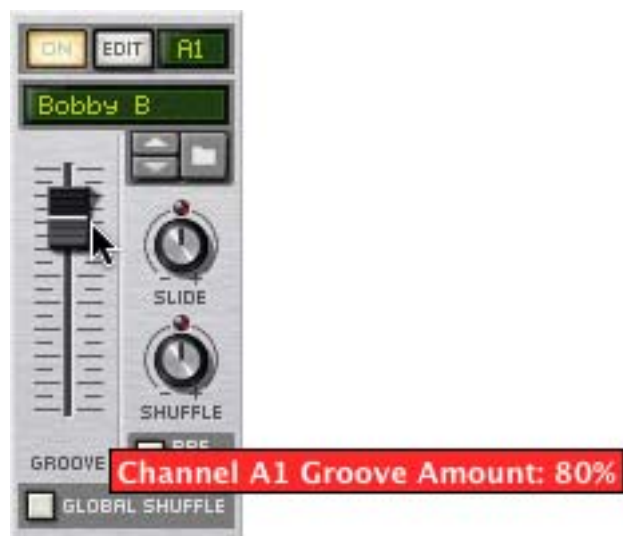 ON EDIT A1
Bobby B
- +
SLIDE
- +
SHUFFLE
GROOVE
Channel A1 Groove Amount: 80%
GLOBAL SHUFFLE